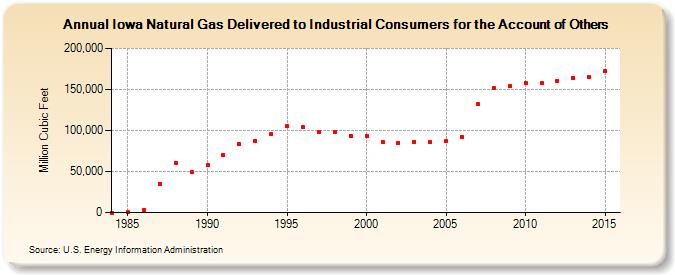 Annual Iowa Natural Gas Delivered to Industrial Consumers for the Account of Others
Million Cubic Feet
200,000
150,000
100,000
50,000
0
1985 1990 1995 2000 2005 2010 2015
Source: U.S. Energy Information Administration